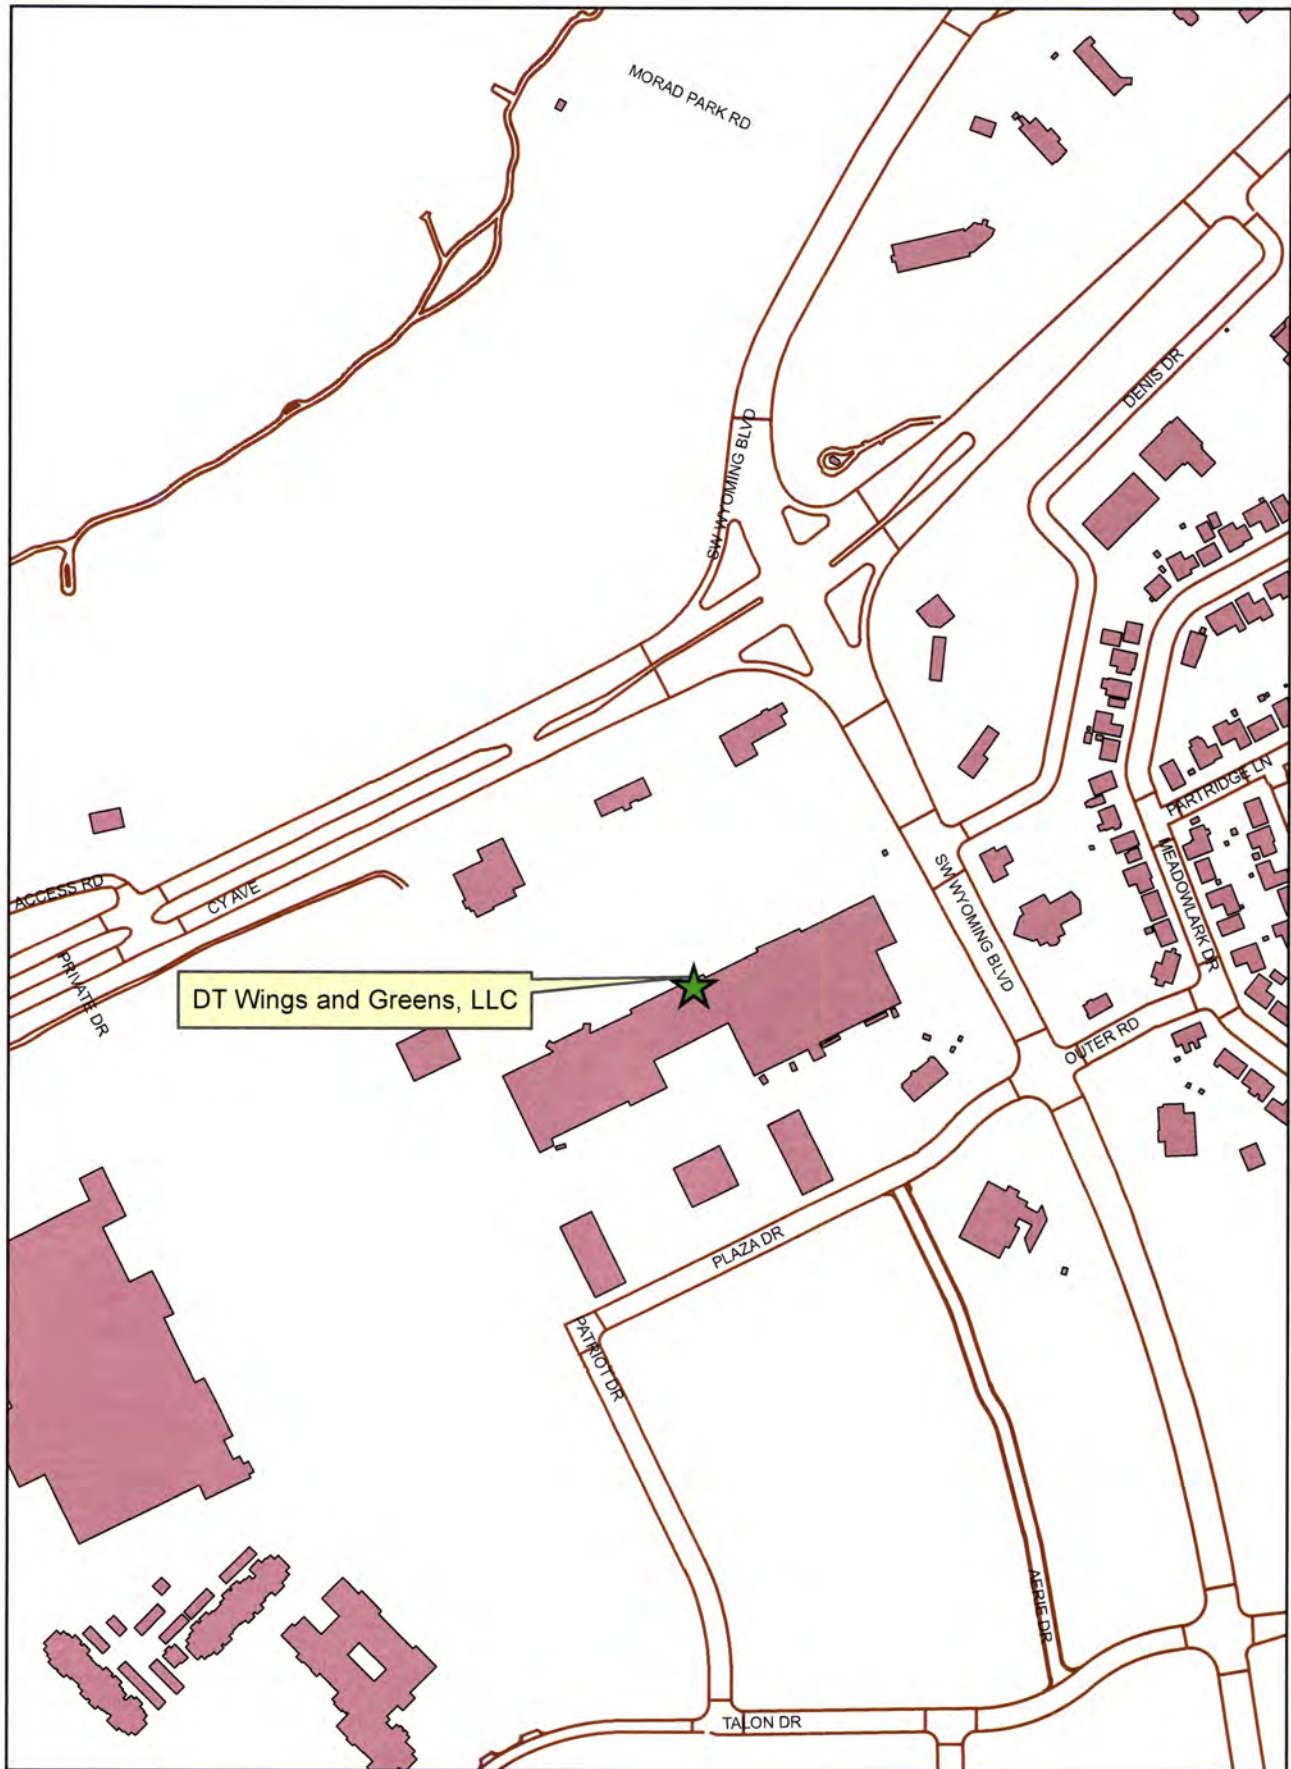 MORAD PARK RD
DENIS DR
SW WYOMING BLVD
PARTRIDGE LN
MEADOWLARK DR
ACCESS RD
CY AVE
SW WYOMING BLVD
PRIVATE DR
DT Wings and Greens, LLC
OUTER RD
PLAZA DR
PATRIOT DR
AERIE DR
TALON DR